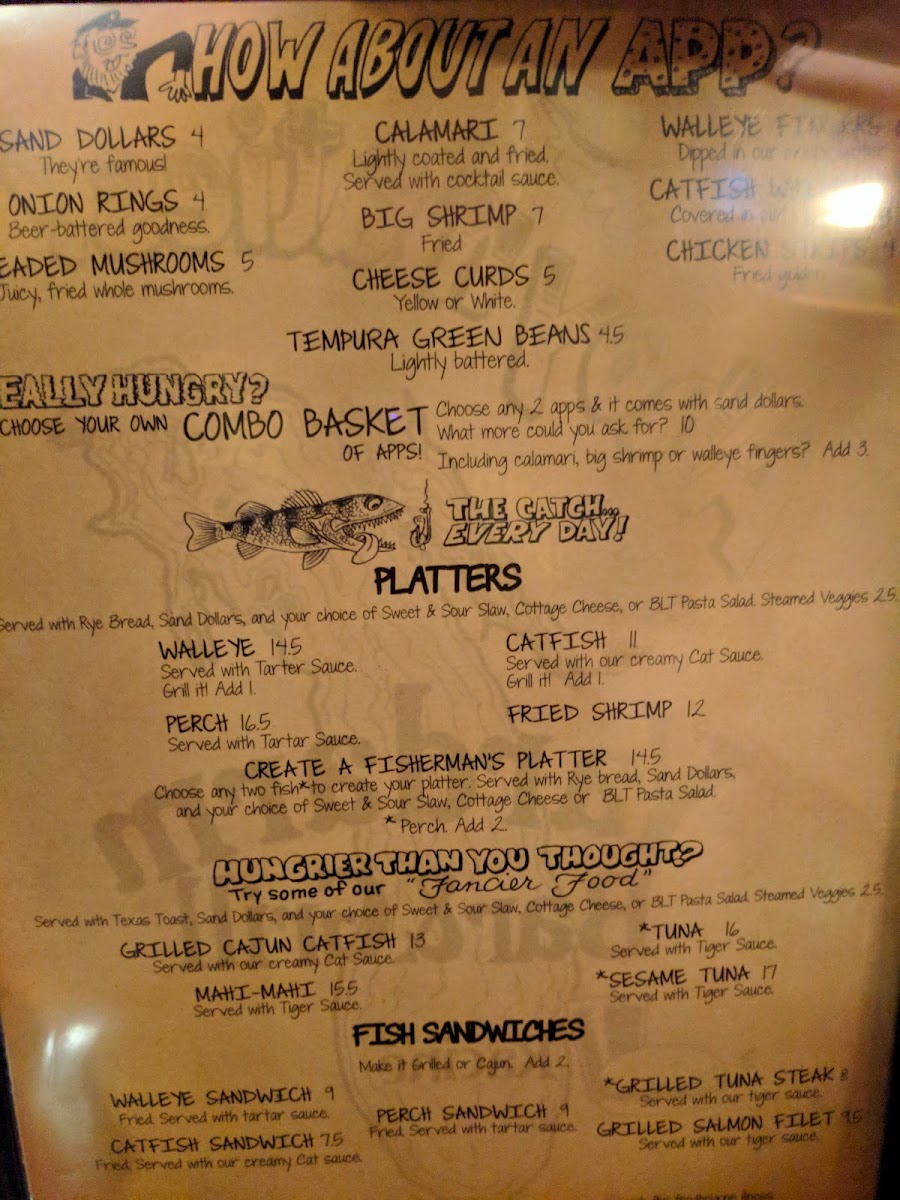 HOW ABOUT AN APP?
SAND DOLLARS 4
They're famous!
ONION RINGS 4
Beer-battered goodness.
EADED MUSHROOMS 5
Juicy, fried whole mushrooms.
CALAMARI 7
Lightly coated and fried.
Served with cocktail sauce.
BIG SHRIMP 7
Fried
CHEESE CURDS 5
Yellow or White.
WALLEYE FINGERS
Dipped in our
CATFISH
Covered in our
CHICKEN STRIPS
Fried
TEMPURA GREEN BEANS 4.5
Lightly battered.
EALLY HUNGRY?
CHOOSE YOUR OWN COMBO BASKET
OF APPS!
Choose any 2 apps & it comes with sand dollars.
What more could you ask for? 10
Including calamari, big shrimp or walleye fingers? Add 3.
THE CATCH...
EVERY DAY!
PLATTERS
Served with Rye Bread, Sand Dollars, and your choice of Sweet & Sour Slaw, Cottage Cheese, or BLT Pasta Salad. Steamed Veggies 2.5.
WALLEYE 14.5
Served with Tarter Sauce.
Grill it! Add 1.
CATFISH 11
Served with our creamy Cat Sauce.
Grill it! Add 1.
PERCH 16.5
Served with Tartar Sauce.
FRIED SHRIMP 12
CREATE A FISHERMAN'S PLATTER 14.5
Choose any two fish* to create your platter. Served with Rye bread, Sand Dollars,
and your choice of Sweet & Sour Slaw, Cottage Cheese or BLT Pasta Salad.
* Perch. Add 2.
HUNGRIER THAN YOU THOUGHT?
Try some of our "Fancier Food"
Served with Texas Toast, Sand Dollars, and your choice of Sweet & Sour Slaw, Cottage Cheese, or BLT Pasta Salad. Steamed Veggies 2.5
GRILLED CAJUN CATFISH 13
Served with our creamy Cat Sauce.
MAHI-MAHI 15.5
Served with Tiger Sauce.
*TUNA 16
Served with Tiger Sauce.
*SESAME TUNA 17
Served with Tiger Sauce.
FISH SANDWICHES
Make it Grilled or Cajun. Add 2.
WALLEYE SANDWICH 9
Fried. Served with tartar sauce.
CATFISH SANDWICH 7.5
Fried. Served with our creamy Cat sauce.
PERCH SANDWICH 9
Fried. Served with tartar sauce.
*GRILLED TUNA STEAK 8
Served with our tiger sauce.
GRILLED SALMON FILET 9.5
Served with our tiger sauce.